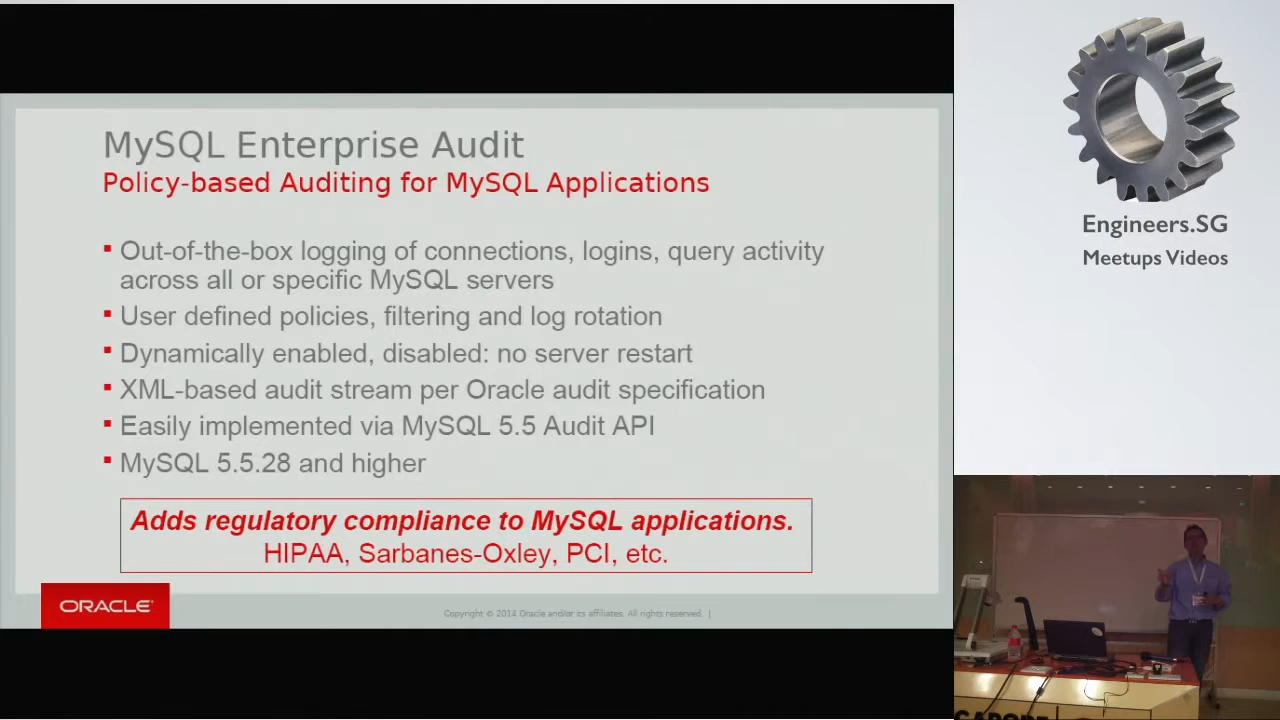 MySQL Enterprise Audit
Policy-based Auditing for MySQL Applications
Out-of-the-box logging of connections, logins, query activity
across all or specific MySQL servers
User defined policies, filtering and log rotation
Dynamically enabled, disabled: no server restart
XML-based audit stream per Oracle audit specification
Easily implemented via MySQL 5.5 Audit API
MySQL 5.5.28 and higher
Adds regulatory compliance to MySQL applications.
HIPAA, Sarbanes-Oxley, PCI, etc.
ORACLE
Copyright © 2014 Oracle and/or its affiliates. All rights reserved. |
Engineers.SG
Meetups Videos